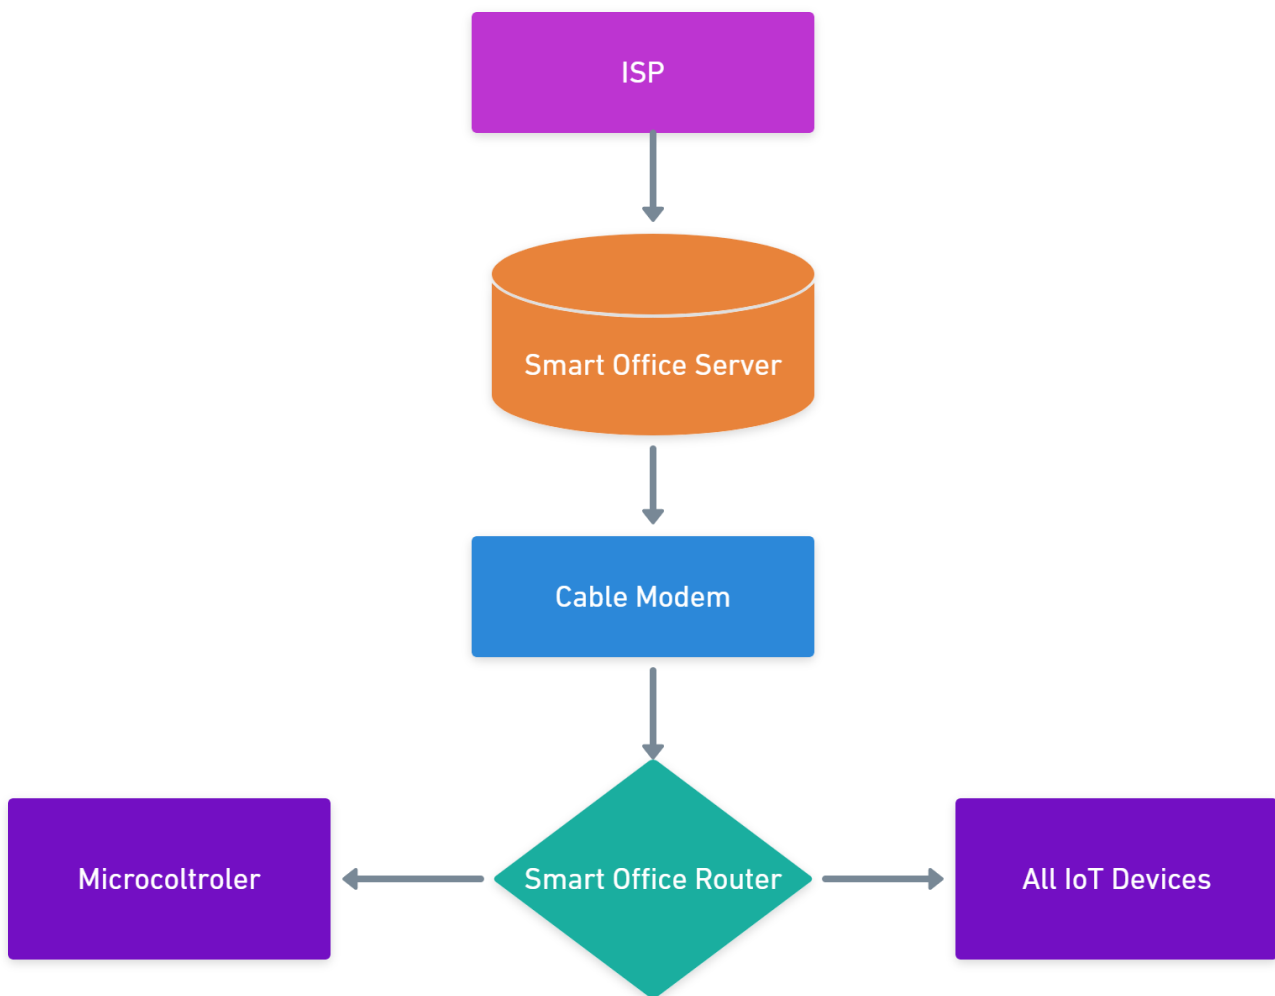 ISP
Smart Office Server
Cable Modem
Microcoltroler
Smart Office Router
All IoT Devices